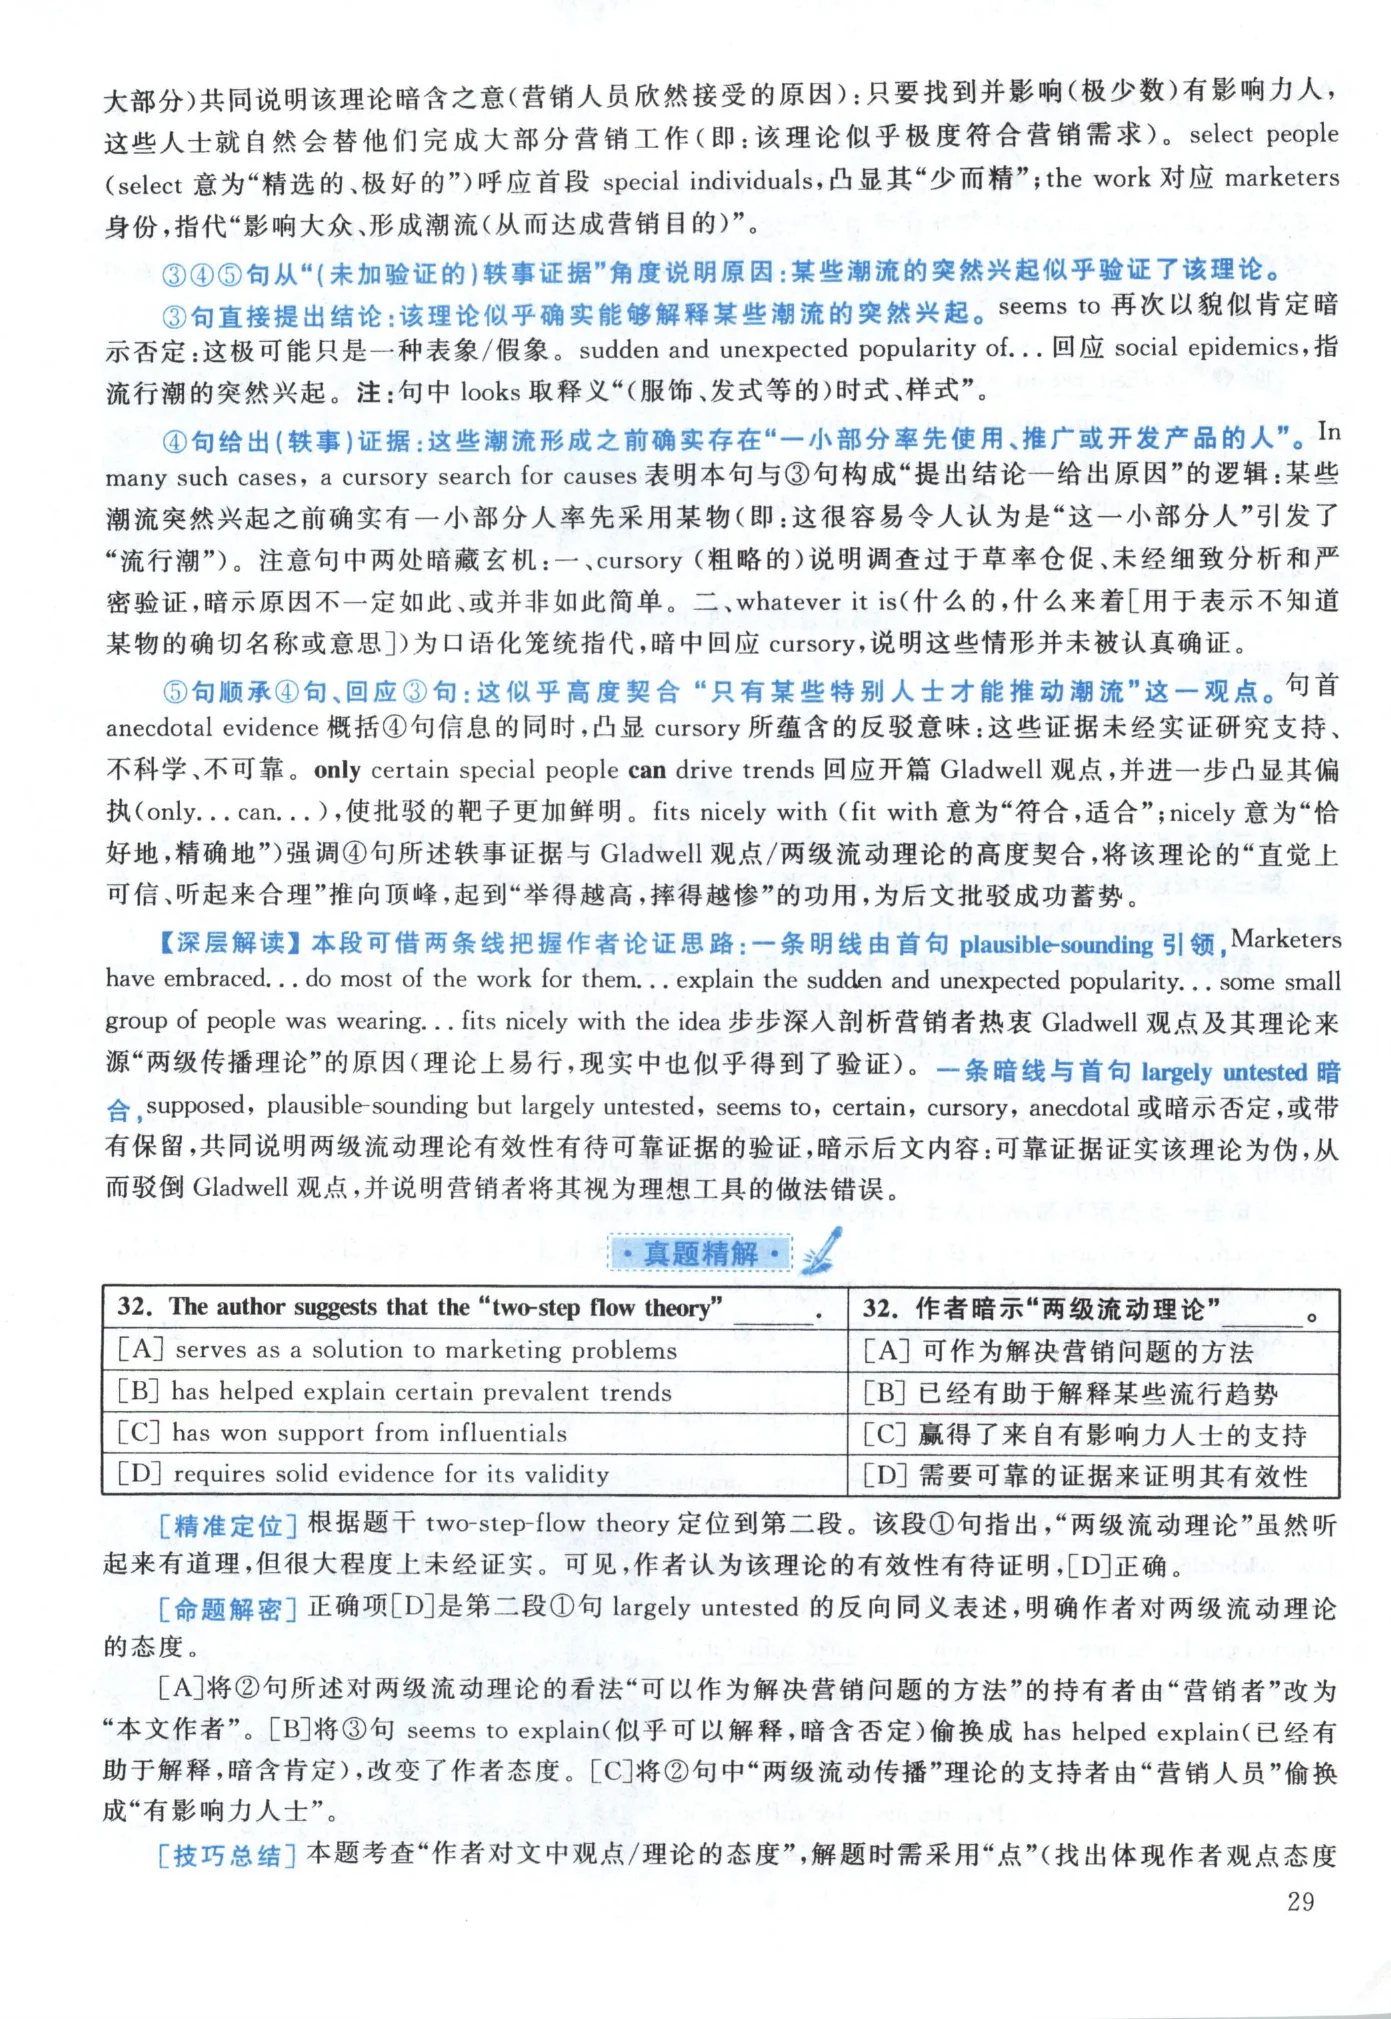 大部分)共同说明该理论暗含之意(营销人员欣然接受的原因):只要找到并影响(极少数)有影响力人,
这些人士就自然会替他们完成大部分营销工作(即:该理论似乎极度符合营销需求)。select people
(select 意为“精选的、极好的”)呼应首段 special individuals,凸显其“少而精”;the work 对应 marketers
身份,指代“影响大众、形成潮流(从而达成营销目的)”。
③④⑤句从“(未加验证的)轶事证据”角度说明原因:某些潮流的突然兴起似乎验证了该理论。
③句直接提出结论:该理论似乎确实能够解释某些潮流的突然兴起。seems to 再次以貌似肯定暗
示否定:这极可能只是一种表象/假象。sudden and unexpected popularity of... 回应 social epidemics,指
流行潮的突然兴起。注:句中 looks 取释义“(服饰、发式等的)时式、样式”。
④句给出(轶事)证据:这些潮流形成之前确实存在“一小部分率先使用、推广或开发产品的人”。In
many such cases, a cursory search for causes 表明本句与③句构成“提出结论—给出原因”的逻辑:某些
潮流突然兴起之前确实有一小部分人率先采用某物(即:这很容易令人认为是“这一小部分人”引发了
“流行潮”)。注意句中两处暗藏玄机:一、cursory (粗略的)说明调查过于草率仓促、未经细致分析和严
密验证,暗示原因不一定如此、或并非如此简单。二、whatever it is(什么的,什么来着[用于表示不知道
某物的确切名称或意思])为口语化笼统指代,暗中回应 cursory,说明这些情形并未被认真确证。
⑤句顺承④句、回应③句:这似乎高度契合 “只有某些特别人士才能推动潮流”这一观点。句首
anecdotal evidence 概括④句信息的同时,凸显 cursory 所蕴含的反驳意味:这些证据未经实证研究支持、
不科学、不可靠。only certain special people can drive trends 回应开篇 Gladwell 观点,并进一步凸显其偏
执(only... can... ),使批驳的靶子更加鲜明。fits nicely with (fit with 意为“符合,适合”;nicely 意为“恰
好地,精确地”)强调④句所述轶事证据与 Gladwell 观点/两级流动理论的高度契合,将该理论的“直觉上
可信、听起来合理”推向顶峰,起到“举得越高,摔得越惨”的功用,为后文批驳成功蓄势。
【深层解读】本段可借两条线把握作者论证思路:一条明线由首句 plausible-sounding 引领,Marketers
have embraced... do most of the work for them... explain the sudden and unexpected popularity... some small
group of people was wearing... fits nicely with the idea 步步深入剖析营销者热衷 Gladwell 观点及其理论来
源“两级传播理论”的原因(理论上易行,现实中也似乎得到了验证)。一条暗线与首句 largely untested 暗
合,supposed, plausible-sounding but largely untested, seems to, certain, cursory, anecdotal 或暗示否定,或带
有保留,共同说明两级流动理论有效性有待可靠证据的验证,暗示后文内容:可靠证据证实该理论为伪,从
而驳倒 Gladwell 观点,并说明营销者将其视为理想工具的做法错误。
·真题精解·
32. The author suggests that the “two-step flow theory” ______. 32. 作者暗示“两级流动理论” ______。
[A] serves as a solution to marketing problems [A] 可作为解决营销问题的方法
[B] has helped explain certain prevalent trends [B] 已经有助于解释某些流行趋势
[C] has won support from influentials [C] 赢得了来自有影响力人士的支持
[D] requires solid evidence for its validity [D] 需要可靠的证据来证明其有效性
[精准定位] 根据题干 two-step-flow theory 定位到第二段。该段①句指出,“两级流动理论”虽然听
起来有道理,但很大程度上未经证实。可见,作者认为该理论的有效性有待证明,[D]正确。
[命题解密] 正确项[D]是第二段①句 largely untested 的反向同义表述,明确作者对两级流动理论
的态度。
[A]将②句所述对两级流动理论的看法“可以作为解决营销问题的方法”的持有者由“营销者”改为
“本文作者”。[B]将③句 seems to explain(似乎可以解释,暗含否定)偷换成 has helped explain(已经有
助于解释,暗含肯定),改变了作者态度。[C]将②句中“两级流动传播”理论的支持者由“营销人员”偷换
成“有影响力人士”。
[技巧总结] 本题考查“作者对文中观点/理论的态度”,解题时需采用“点”(找出体现作者观点态度
29